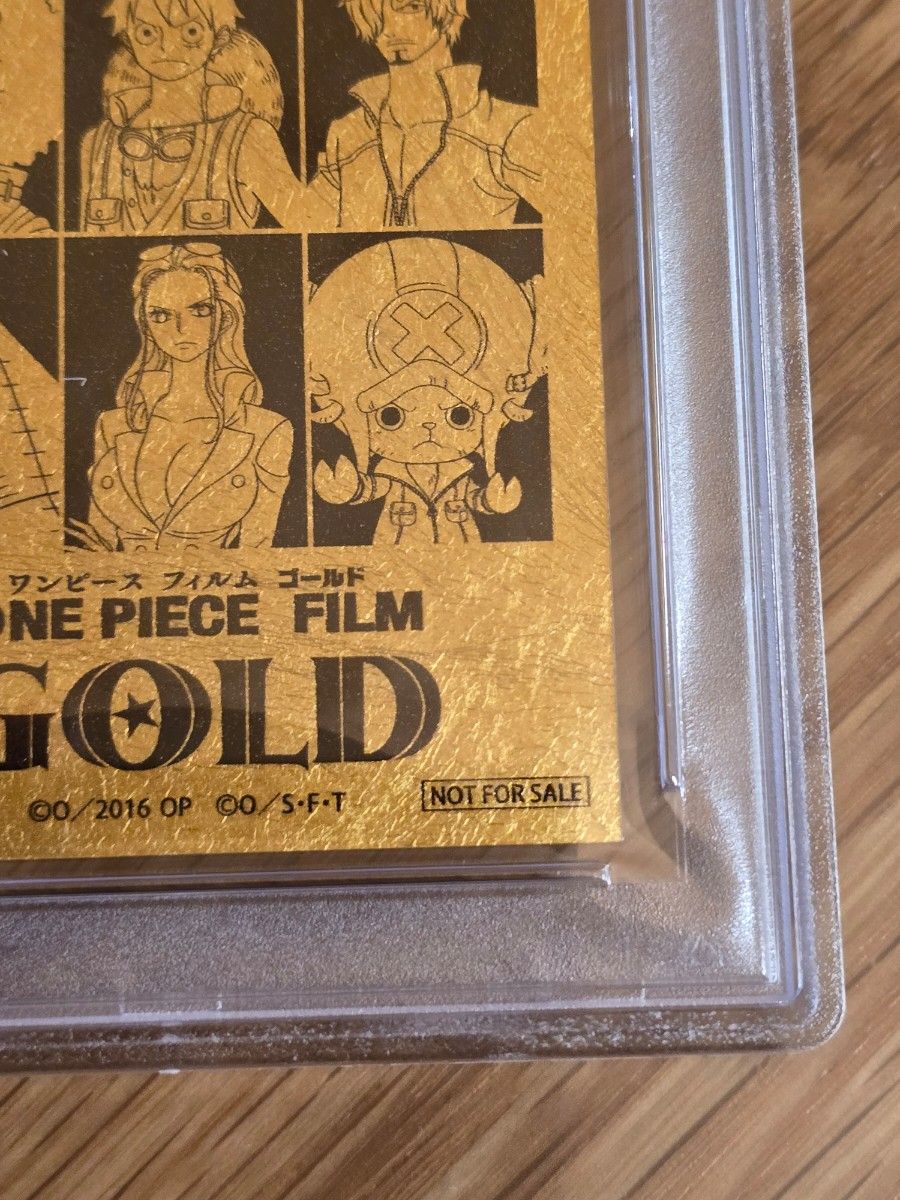 ワンピース フィルム ゴールド
ONE PIECE FILM
GOLD
©O/2016 OP ©O/S・F・T
NOT FOR SALE